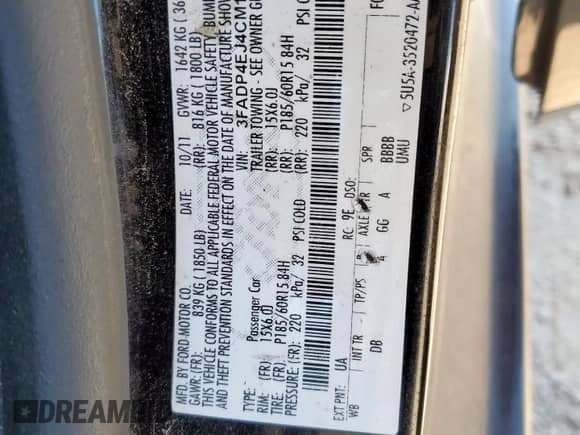 MFD. BY FORD MOTOR CO.
DATE: 10/11 GVWR: 1642 KG ( 36
GAWR:(FR): 839 KG ( 1850 LB) (RR): 816 KG ( 1800 LB)
THIS VEHICLE CONFORMS TO ALL APPLICABLE FEDERAL MOTOR VEHICLE SAFETY, BUM
AND THEFT PREVENTION STANDARDS IN EFFECT ON THE DATE OF MANUFACTURE SHOW
VIN: 3FADP4EJ4CM1
TYPE: Passenger Car TRAILER TOWING - SEE OWNER G
RIM: (FR) 15X6.0J (RR): 15X6.0J
TIRE: (FR): P185/60R15 84H (RR): P185/60R15 84H
PRESSURE (FR): 220 kPa/ 32 PSI COLD (RR): 220 kPa/ 32 PSI C
EXT PNT: UA RC: 9E DSO:
WB INT TR TP/PS R AXLE TR SPR
DB A GG A BBBB
UMU
▽ 5U5A-3520472-A
DREAM